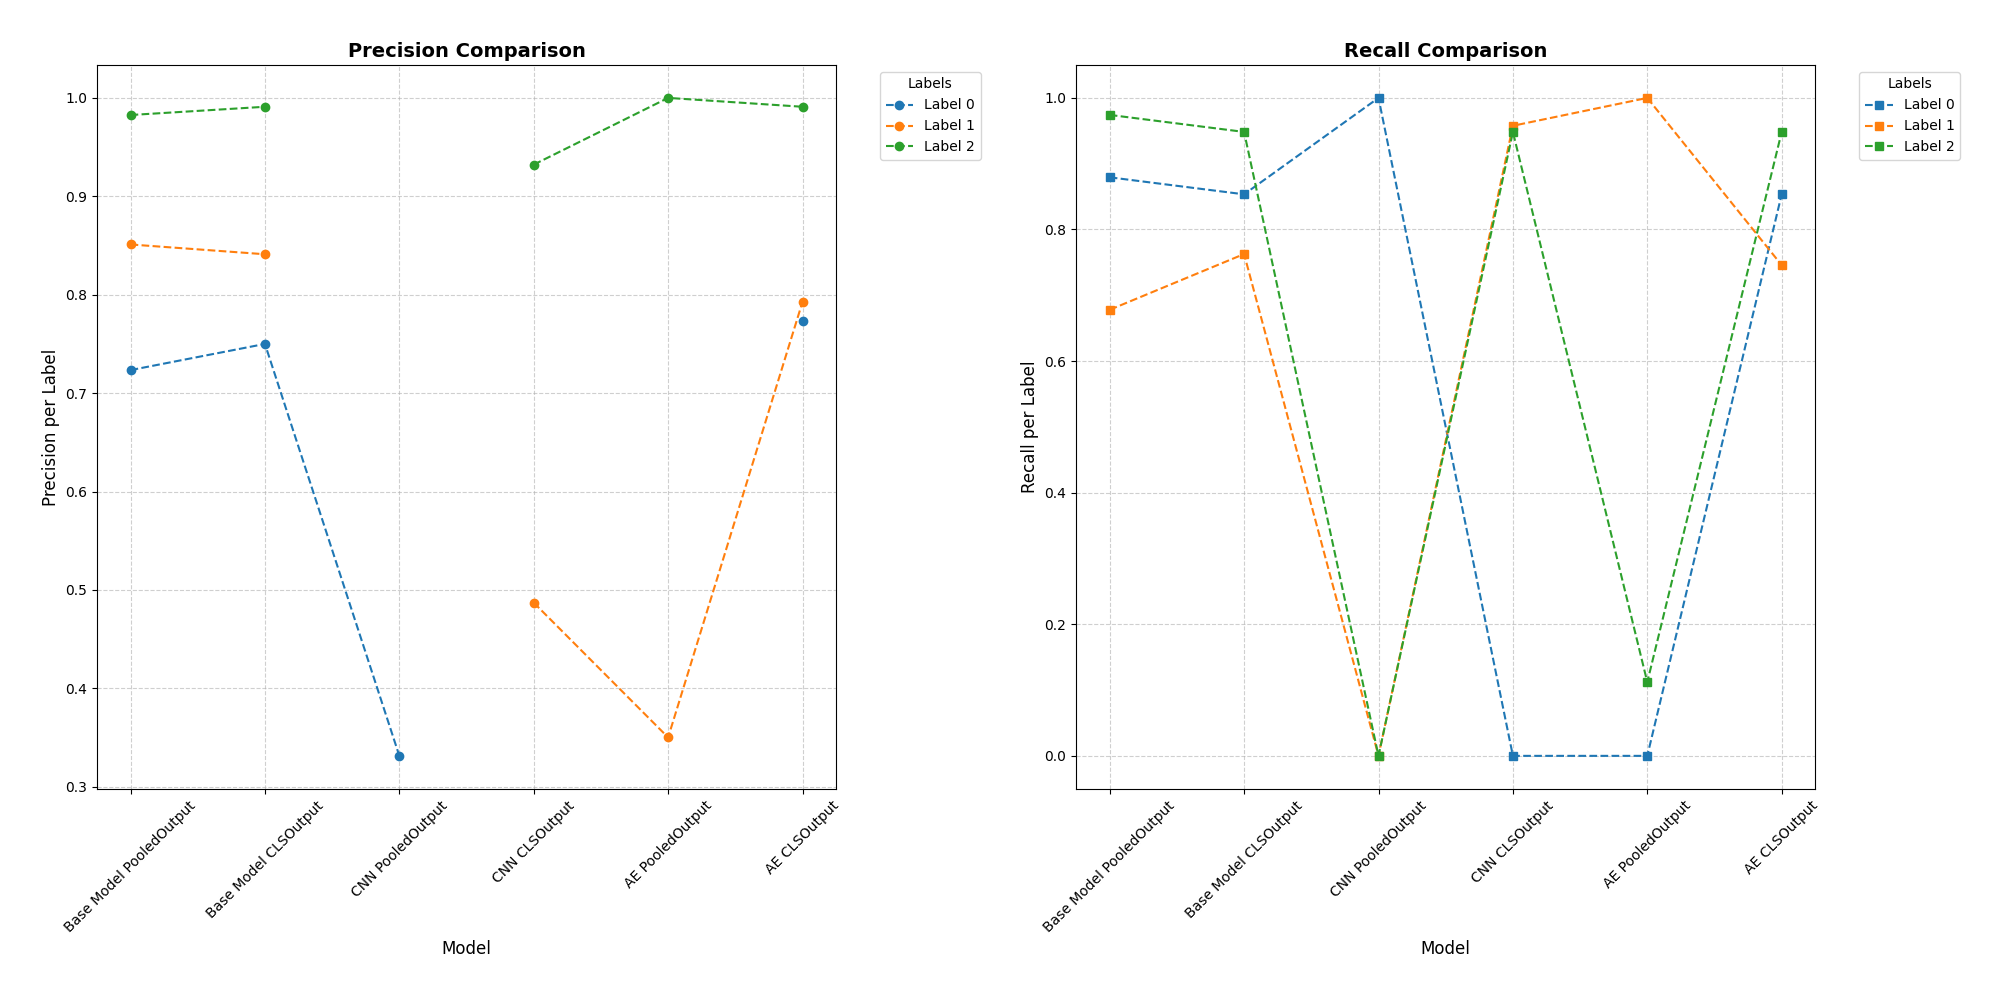 Precision Comparison
Precision per Label
1.0
0.9
0.8
0.7
0.6
0.5
0.4
0.3
Base Model PooledOutput
Base Model CLSOutput
CNN PooledOutput
CNN CLSOutput
AE PooledOutput
AE CLSOutput
Model
Labels
Label 0
Label 1
Label 2
Recall Comparison
Recall per Label
1.0
0.8
0.6
0.4
0.2
0.0
Base Model PooledOutput
Base Model CLSOutput
CNN PooledOutput
CNN CLSOutput
AE PooledOutput
AE CLSOutput
Model
Labels
Label 0
Label 1
Label 2